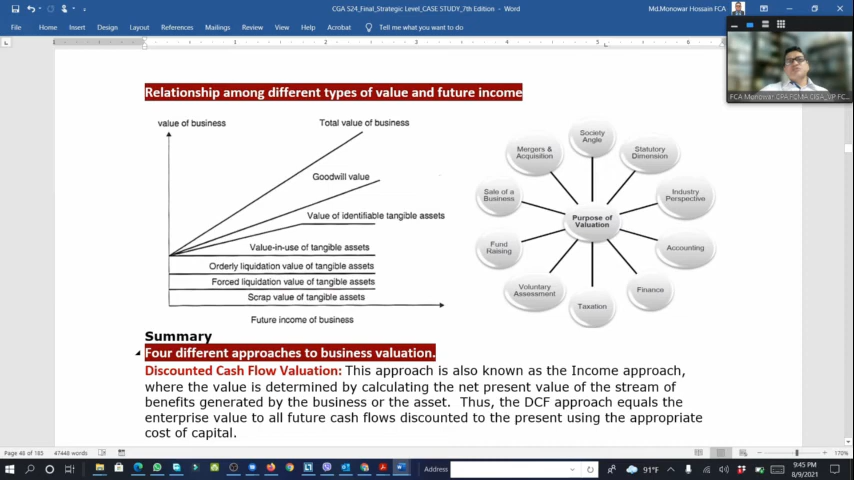 CGA S24_Final_Strategic Level_CASE STUDY_7th Edition - Word
Md.Monowar Hossain FCA
File
Home
Insert
Design
Layout
References
Mailings
Review
View
Help
Acrobat
Tell me what you want to do
FCA Monowar CPA FCMA CISA_VP FC...
Relationship among different types of value and future income
value of business
Total value of business
Goodwill value
Value of identifiable tangible assets
Value-in-use of tangible assets
Orderly liquidation value of tangible assets
Forced liquidation value of tangible assets
Scrap value of tangible assets
Future income of business
Society
Angle
Statutory
Dimension
Industry
Perspective
Accounting
Finance
Taxation
Voluntary
Assessment
Fund
Raising
Sale of a
Business
Mergers &
Acquisition
Purpose of
Valuation
Summary
Four different approaches to business valuation.
Discounted Cash Flow Valuation: This approach is also known as the Income approach,
where the value is determined by calculating the net present value of the stream of
benefits generated by the business or the asset. Thus, the DCF approach equals the
enterprise value to all future cash flows discounted to the present using the appropriate
cost of capital.
Page 48 of 185
47448 words
170%
Address
91°F
9:45 PM
8/9/2021